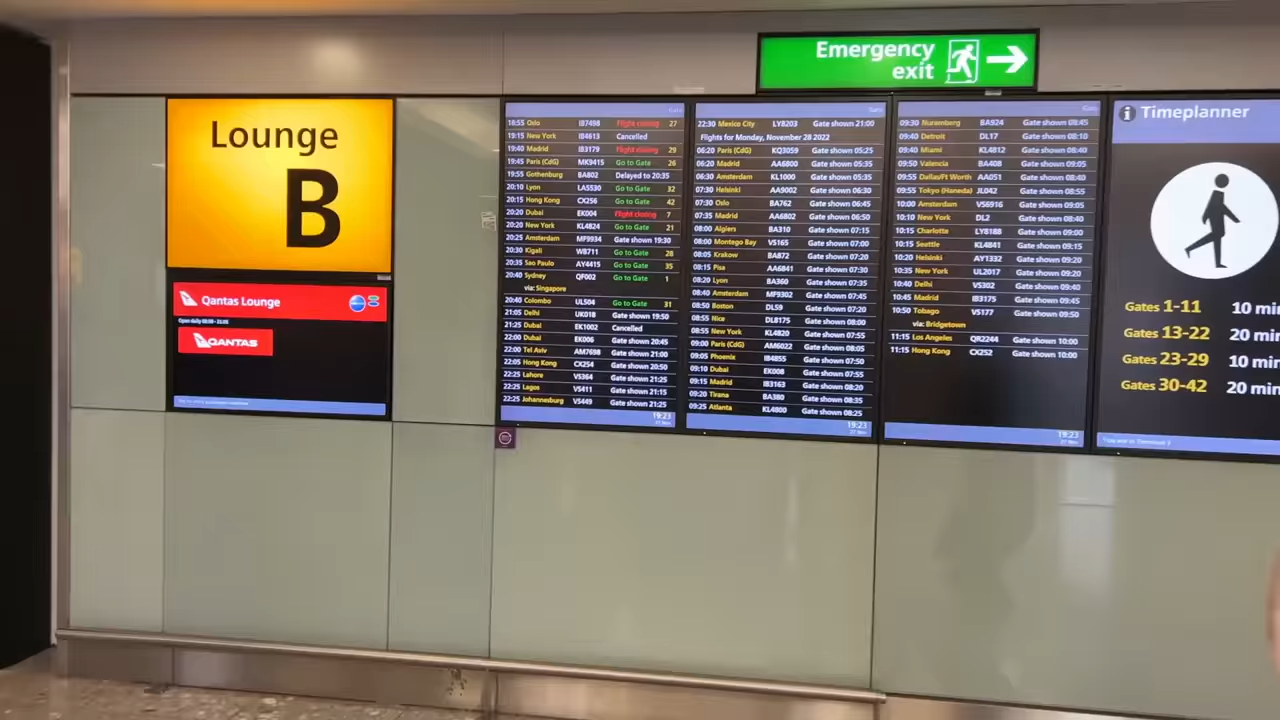 Emergency
exit
Lounge
B
Qantas Lounge
QANTAS
Gate
18:55 Oslo IB7498 Flight closing 27
19:15 New York IB4613 Cancelled
19:40 Madrid IB3179 Flight closing 29
19:45 Paris (CdG) MK9415 Go to Gate 26
19:55 Gothenburg BA802 Delayed to 20:35
20:10 Lyon LA5530 Go to Gate 32
20:15 Hong Kong CX256 Go to Gate 42
20:20 Dubai EK004 Flight closing 7
20:20 New York KL4824 Go to Gate 21
20:25 Amsterdam MF9934 Gate shown 19:30
20:30 Kigali WB711 Go to Gate 28
20:35 Sao Paulo AY4415 Go to Gate 35
20:40 Sydney QF002 Go to Gate 1
via: Singapore
20:40 Colombo UL504 Go to Gate 31
21:05 Delhi UK018 Gate shown 19:50
21:25 Dubai EK1002 Cancelled
22:00 Dubai EK006 Gate shown 20:45
22:00 Tel Aviv AM7698 Gate shown 21:00
22:05 Hong Kong CX254 Gate shown 20:50
22:25 Lahore VS364 Gate shown 21:25
22:25 Lagos VS411 Gate shown 21:15
22:25 Johannesburg VS449 Gate shown 21:25
19:23
27 Nov
Gate
22:30 Mexico City LY8203 Gate shown 21:00
Flights for Monday, November 28 2022
06:20 Paris (CdG) KQ3059 Gate shown 05:25
06:20 Madrid AA6800 Gate shown 05:35
06:30 Amsterdam KL1000 Gate shown 05:35
07:30 Helsinki AA9002 Gate shown 06:30
07:30 Oslo BA762 Gate shown 06:45
07:35 Madrid AA6802 Gate shown 06:50
08:00 Algiers BA310 Gate shown 07:15
08:00 Montego Bay VS165 Gate shown 07:00
08:05 Krakow BA872 Gate shown 07:20
08:15 Pisa AA6841 Gate shown 07:30
08:20 Lyon BA360 Gate shown 07:35
08:40 Amsterdam MF9302 Gate shown 07:45
08:50 Boston DL59 Gate shown 07:20
08:55 Nice DL8175 Gate shown 08:00
08:55 New York KL4820 Gate shown 07:55
09:00 Paris (CdG) AM6022 Gate shown 08:05
09:05 Phoenix IB4855 Gate shown 07:50
09:10 Dubai EK008 Gate shown 07:55
09:15 Madrid IB3163 Gate shown 08:20
09:20 Tirana BA380 Gate shown 08:35
09:25 Atlanta KL4800 Gate shown 08:25
19:23
27 Nov
Gate
09:30 Nuremberg BA924 Gate shown 08:45
09:40 Detroit DL17 Gate shown 08:10
09:40 Miami KL4812 Gate shown 08:40
09:50 Valencia BA408 Gate shown 09:05
09:55 Dallas/Ft Worth AA051 Gate shown 08:40
09:55 Tokyo (Haneda) JL042 Gate shown 08:55
10:00 Amsterdam VS6916 Gate shown 09:05
10:10 New York DL2 Gate shown 08:40
10:15 Charlotte LY8188 Gate shown 09:00
10:15 Seattle KL4841 Gate shown 09:15
10:20 Helsinki AY1332 Gate shown 09:20
10:35 New York UL2017 Gate shown 09:20
10:40 Delhi VS302 Gate shown 09:40
10:45 Madrid IB3175 Gate shown 09:45
10:50 Tobago VS177 Gate shown 09:50
via: Bridgetown
11:15 Los Angeles QR2244 Gate shown 10:00
11:15 Hong Kong CX252 Gate shown 10:00
19:23
27 Nov
i Timeplanner
Gates 1-11 10 min
Gates 13-22 20 min
Gates 23-29 10 min
Gates 30-42 20 min
You are in Terminal 3